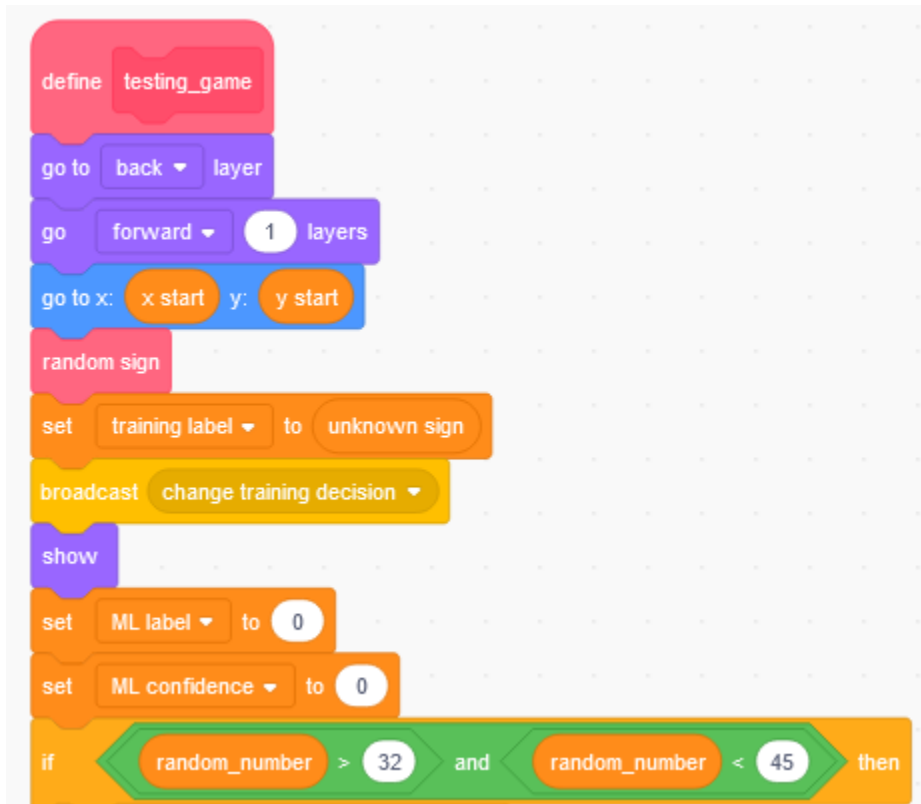 define testing_game
go to back layer
go forward 1 layers
go to x: x start y: y start
random sign
set training label to unknown sign
broadcast change training decision
show
set ML label to 0
set ML confidence to 0
if random_number > 32 and random_number < 45 then